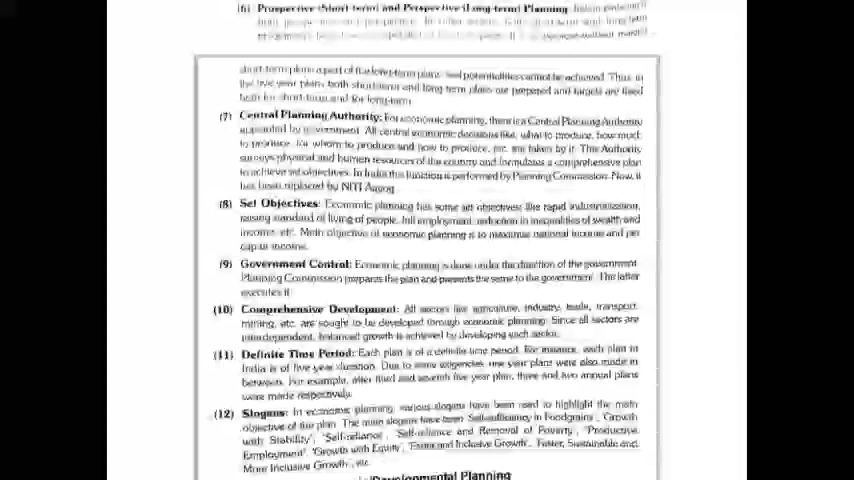 (6) Prospective (Short term) and Perspective (Long-term) Planning
short-term plans a part of the long-term plans, set potentialities cannot be achieved. Thus, in
the five year plans both short-term and long term plans are prepared and targets are fixed
both for short-term and for long-term.
(7) Central Planning Authority: For economic planning, there is a Central Planning Authority
appointed by government. All central economic decisions like, what to produce, how much
to produce, for whom to produce and how to produce, etc. are taken by it. This Authority
surveys physical and human resources of the country and formulates a comprehensive plan
to achieve set objectives. In India this function is performed by Planning Commission. Now, it
has been replaced by NITI Aayog.
(8) Set Objectives: Economic planning has some set objectives like rapid industrialization,
raising standard of living of people, full employment, reduction in inequalities of wealth and
income, etc. Main objective of economic planning is to maximise national income and per
capita income.
(9) Government Control: Economic planning is done under the direction of the government.
Planning Commission prepares the plan and presents the same to the government. The latter
executes it.
(10) Comprehensive Development: All sectors like agriculture, industry, trade, transport,
mining, etc. are sought to be developed through economic planning. Since all sectors are
interdependent, balanced growth is achieved by developing each sector.
(11) Definite Time Period: Each plan is of a definite time period. For instance, each plan in
India is of five year duration. Due to some exigencies, one year plans were also made in
between. For example, after third and seventh five year plan, three and two annual plans
were made respectively.
(12) Slogans: In economic planning, various slogans have been used to highlight the main
objective of the plan. The main slogans have been 'Self-sufficiency in Foodgrains', 'Growth
with Stability', 'Self-reliance', 'Self-reliance and Removal of Poverty', 'Productive
Employment', 'Growth with Equity', 'Faster and Inclusive Growth', 'Faster, Sustainable and
More Inclusive Growth', etc.
Developmental Planning